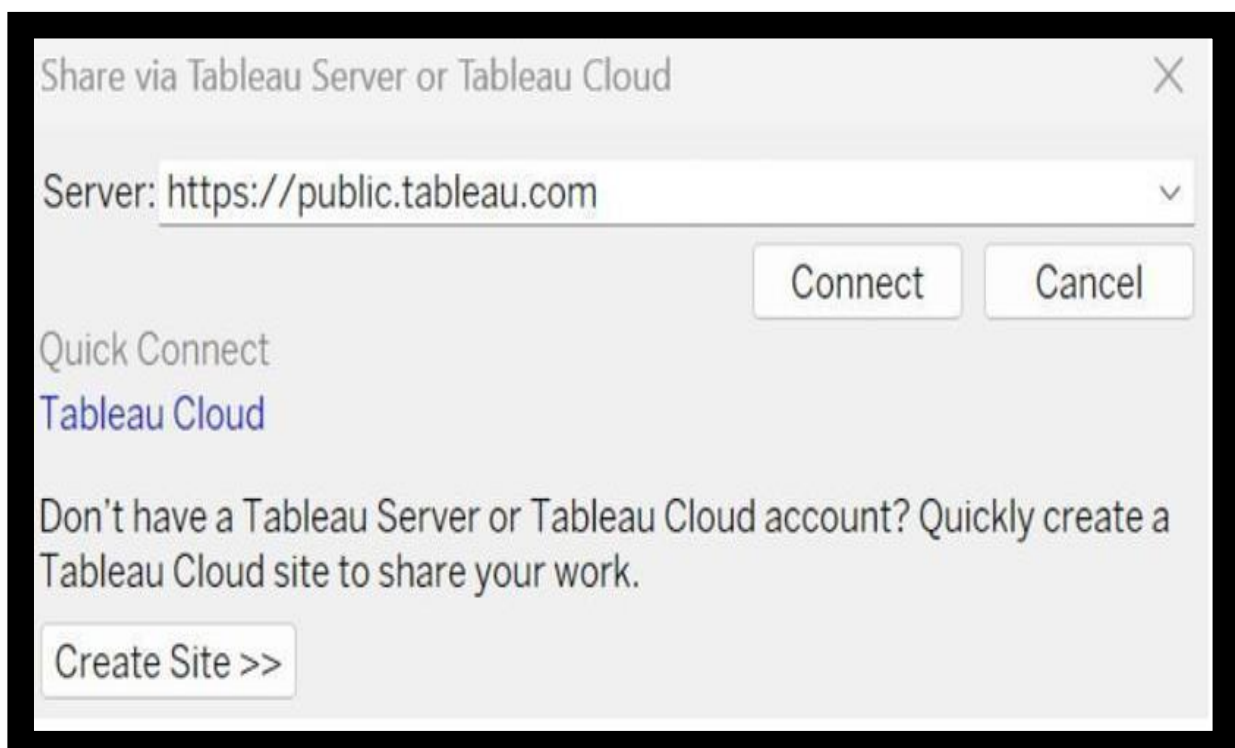 Share via Tableau Server or Tableau Cloud
Server: https://public.tableau.com
Connect Cancel
Quick Connect
Tableau Cloud
Don't have a Tableau Server or Tableau Cloud account? Quickly create a
Tableau Cloud site to share your work.
Create Site >>